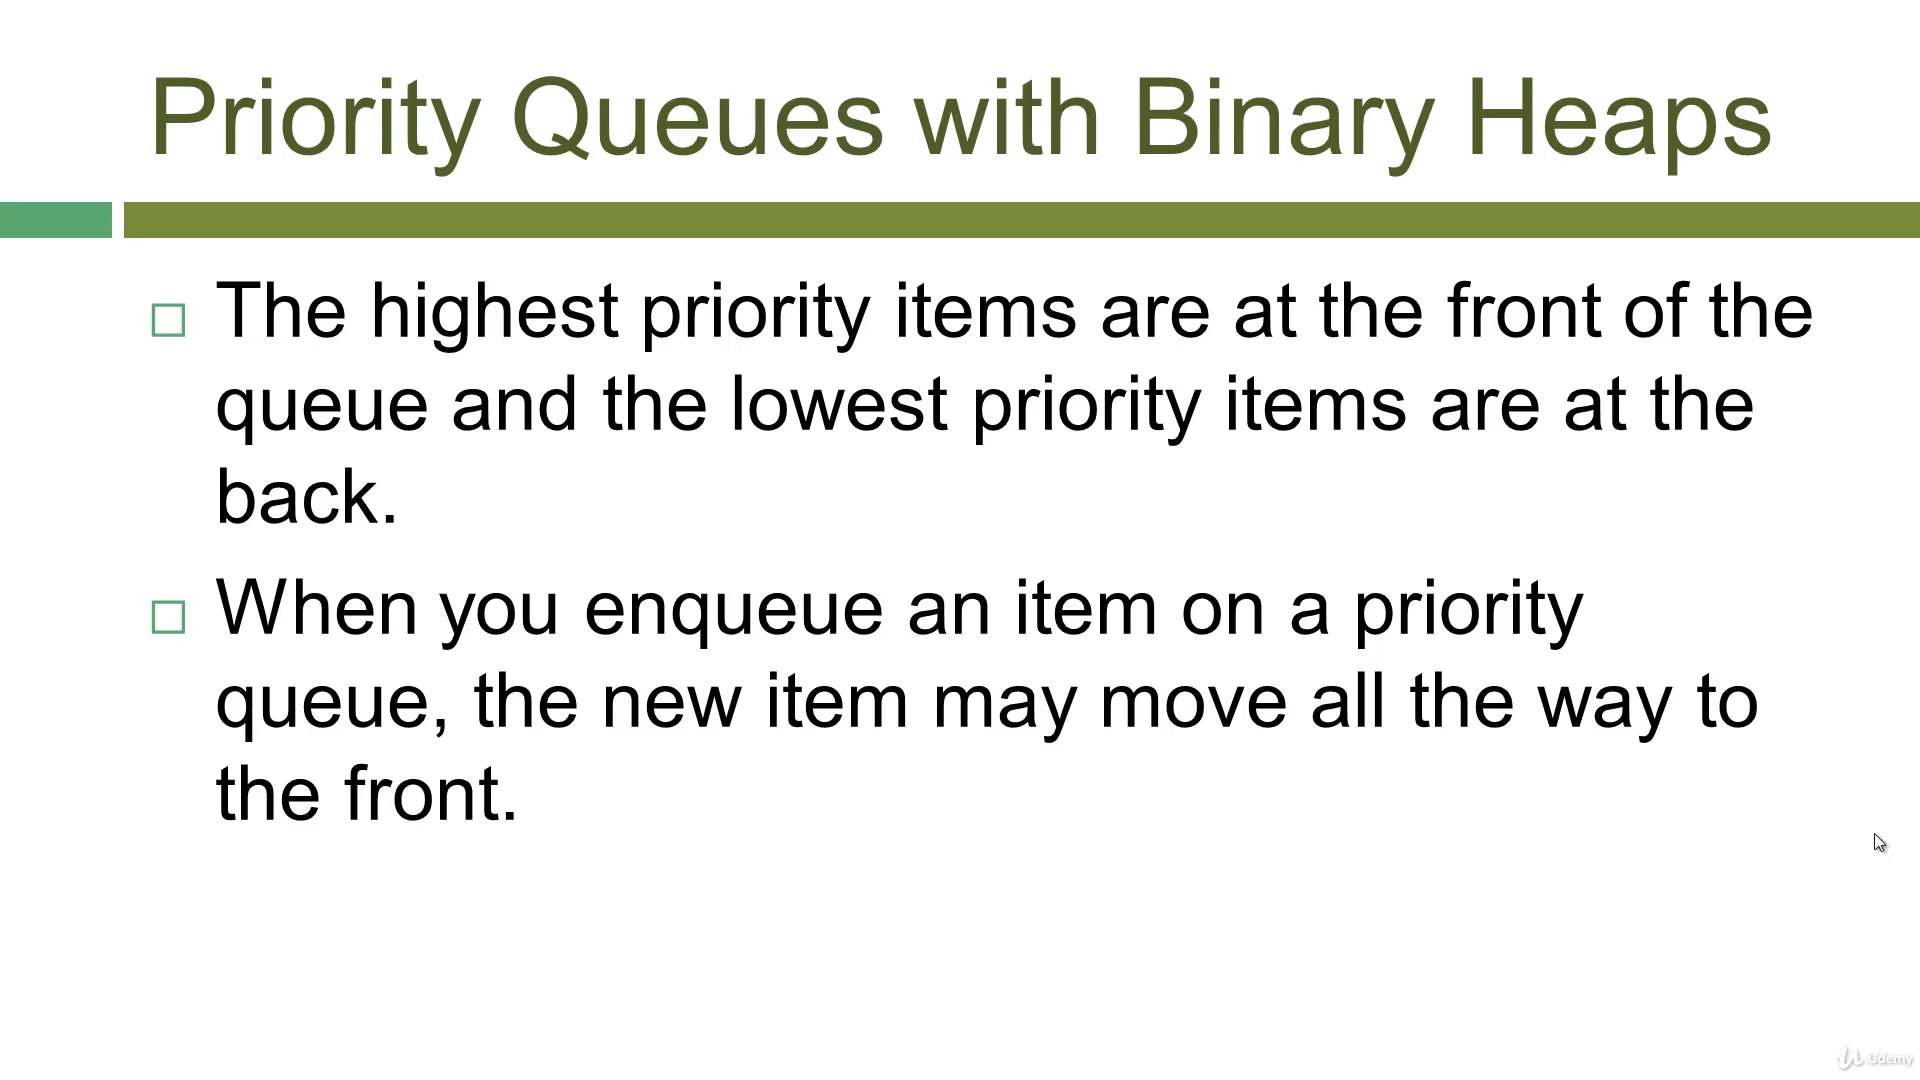 Priority Queues with Binary Heaps
The highest priority items are at the front of the
queue and the lowest priority items are at the
back.
When you enqueue an item on a priority
queue, the new item may move all the way to
the front.
Udemy